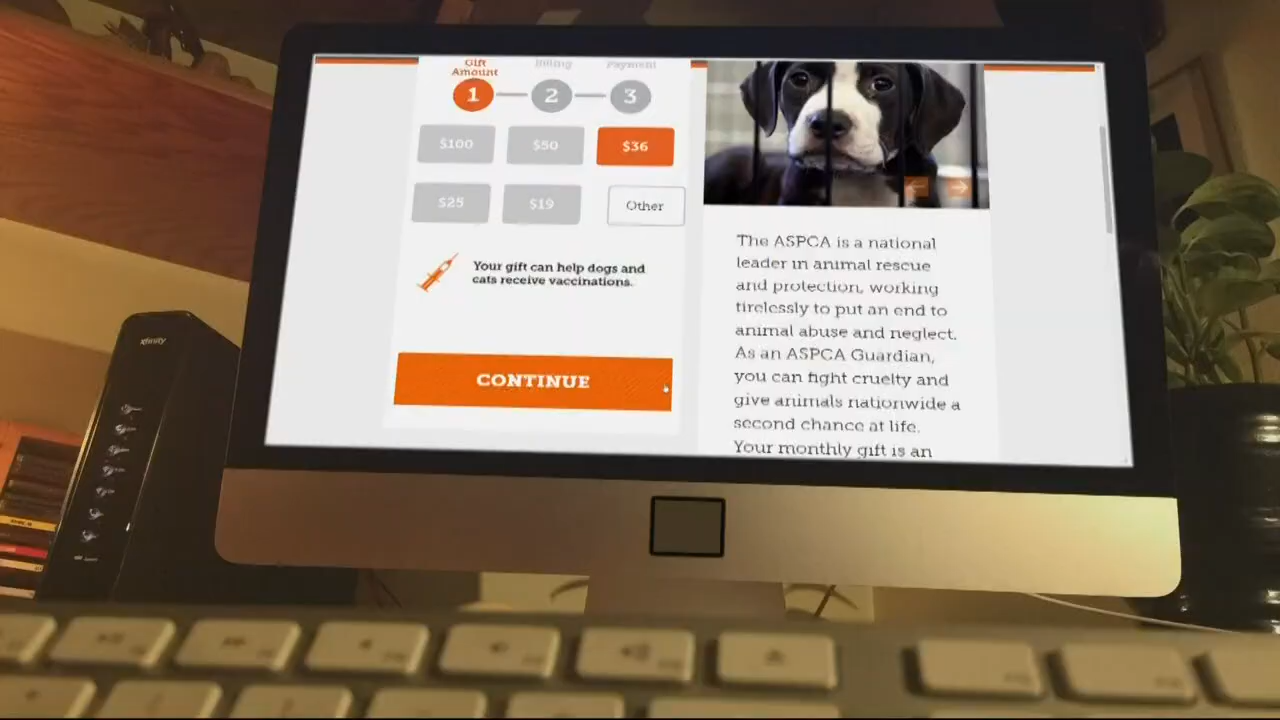 Gift
Amount
Billing
Payment
1
2
3
$100
$50
$36
$25
$19
Other
Your gift can help dogs and
cats receive vaccinations.
CONTINUE
The ASPCA is a national
leader in animal rescue
and protection, working
tirelessly to put an end to
animal abuse and neglect.
As an ASPCA Guardian,
you can fight cruelty and
give animals nationwide a
second chance at life.
Your monthly gift is an
xfinity